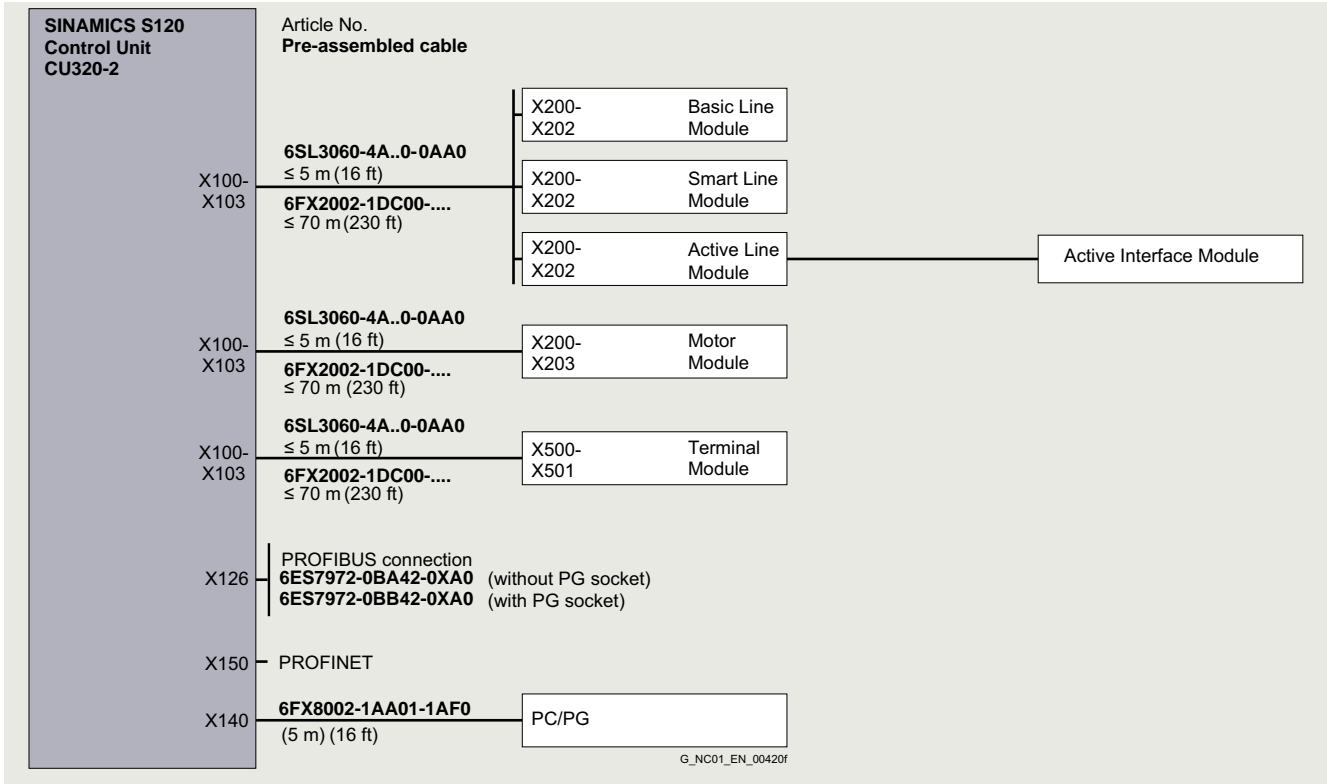 SINAMICS S120
Control Unit
CU320-2
Article No.
Pre-assembled cable
X100-
X103
6SL3060-4A..0-0AA0
≤ 5 m (16 ft)
6FX2002-1DC00-....
≤ 70 m (230 ft)
X200-
X202
Basic Line
Module
X200-
X202
Smart Line
Module
X200-
X202
Active Line
Module
Active Interface Module
X100-
X103
6SL3060-4A..0-0AA0
≤ 5 m (16 ft)
6FX2002-1DC00-....
≤ 70 m (230 ft)
X200-
X203
Motor
Module
X100-
X103
6SL3060-4A..0-0AA0
≤ 5 m (16 ft)
6FX2002-1DC00-....
≤ 70 m (230 ft)
X500-
X501
Terminal
Module
X126
PROFIBUS connection
6ES7972-0BA42-0XA0 (without PG socket)
6ES7972-0BB42-0XA0 (with PG socket)
X150
PROFINET
X140
6FX8002-1AA01-1AF0
(5 m) (16 ft)
PC/PG
G_NC01_EN_00420f